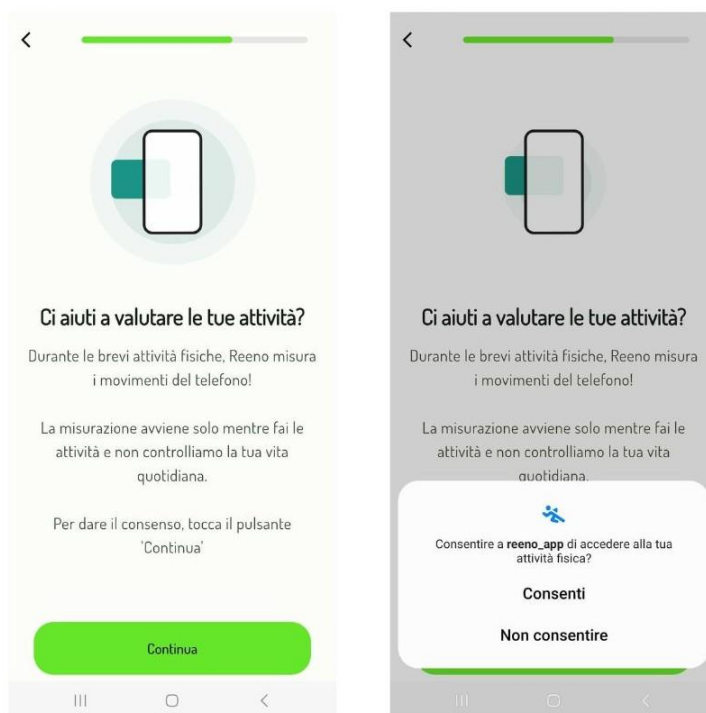 Ci aiuti a valutare le tue attività?
Durante le brevi attività fisiche, Reeno misura
i movimenti del telefono!
La misurazione avviene solo mentre fai le
attività e non controlliamo la tua vita
quotidiana.
Per dare il consenso, tocca il pulsante
'Continua'
Continua
Ci aiuti a valutare le tue attività?
Durante le brevi attività fisiche, Reeno misura
i movimenti del telefono!
La misurazione avviene solo mentre fai le
attività e non controlliamo la tua vita
quotidiana.
Consentire a reeno_app di accedere alla tua
attività fisica?
Consenti
Non consentire